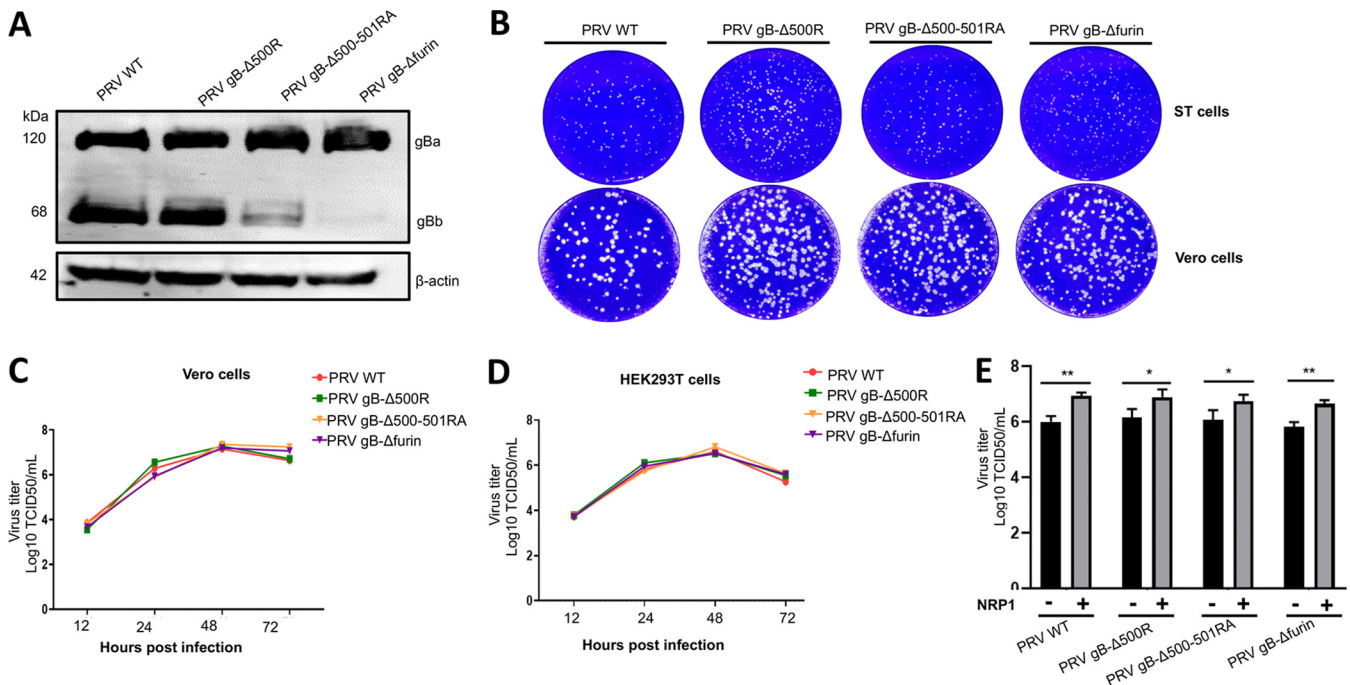 A
PRV WT
PRV gB-Δ500R
PRV gB-Δ500-501RA
PRV gB-Δfurin
kDa
120
gBa
68
gBb
42
β-actin
B
PRV WT
PRV gB-Δ500R
PRV gB-Δ500-501RA
PRV gB-Δfurin
ST cells
Vero cells
C
Vero cells
PRV WT
PRV gB-Δ500R
PRV gB-Δ500-501RA
PRV gB-Δfurin
Virus titer
Log10 TCID50/mL
8
6
4
2
0
12
24
48
72
Hours post infection
D
HEK293T cells
PRV WT
PRV gB-Δ500R
PRV gB-Δ500-501RA
PRV gB-Δfurin
Virus titer
Log10 TCID50/mL
8
6
4
2
0
12
24
48
72
Hours post infection
E
Virus titer
Log10 TCID50/mL
8
6
4
2
0
**
*
*
**
NRP1
- + - + - + - +
PRV WT
PRV gB-Δ500R
PRV gB-Δ500-501RA
PRV gB-Δfurin